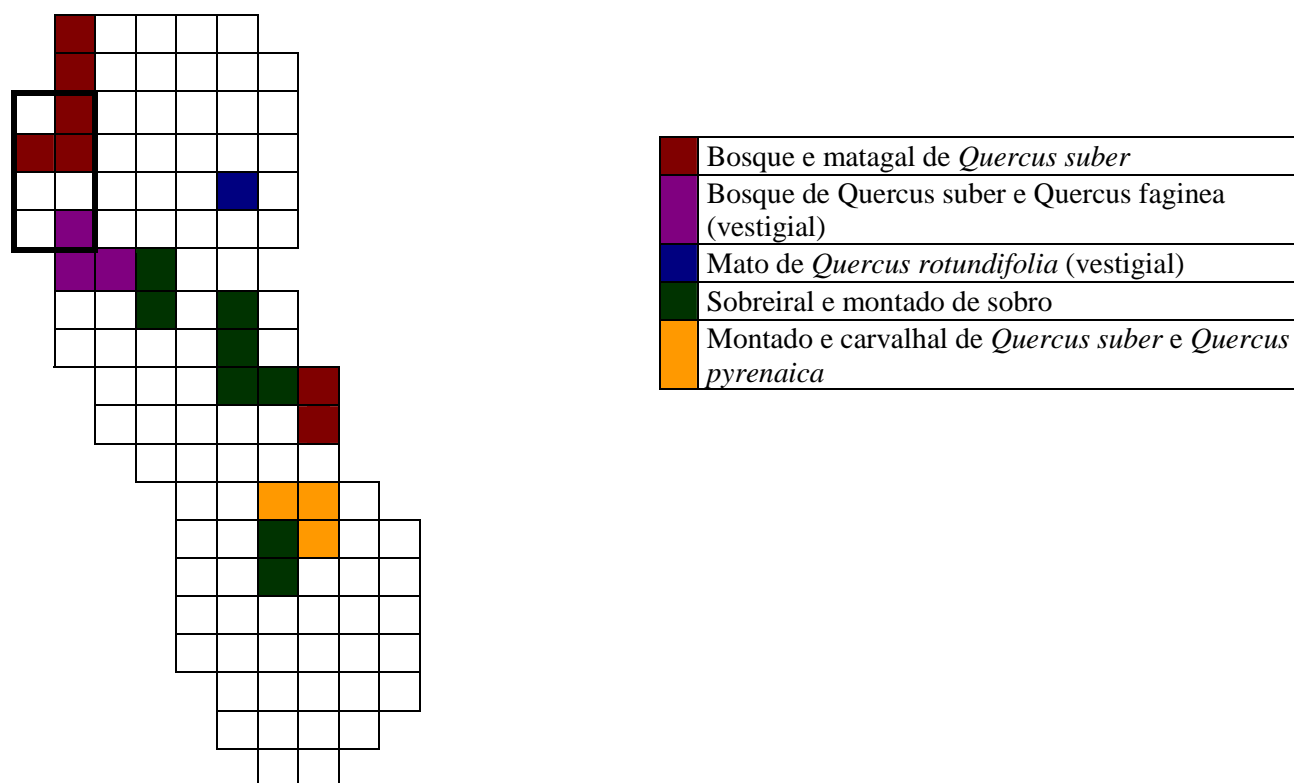 Bosque e matagal de Quercus suber
Bosque de Quercus suber e Quercus faginea
(vestigial)
Mato de Quercus rotundifolia (vestigial)
Sobreiral e montado de sobro
Montado e carvalhal de Quercus suber e Quercus
pyrenaica